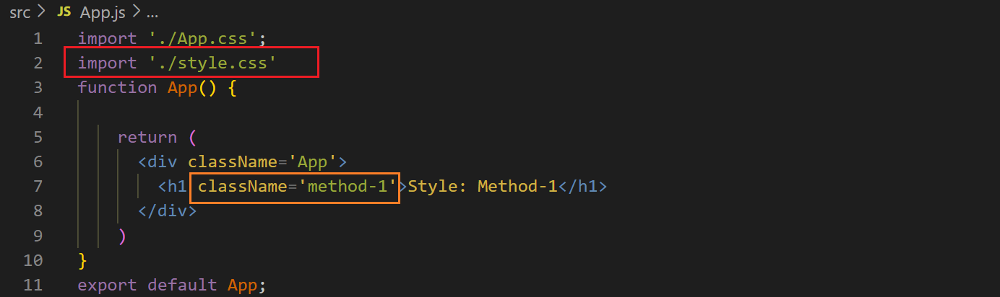 src > JS App.js > ...
1 import './App.css';
2 import './style.css'
3 function App() {
4
5 return (
6 <div className='App'>
7 <h1 className='method-1'>Style: Method-1</h1>
8 </div>
9 )
10 }
11 export default App;